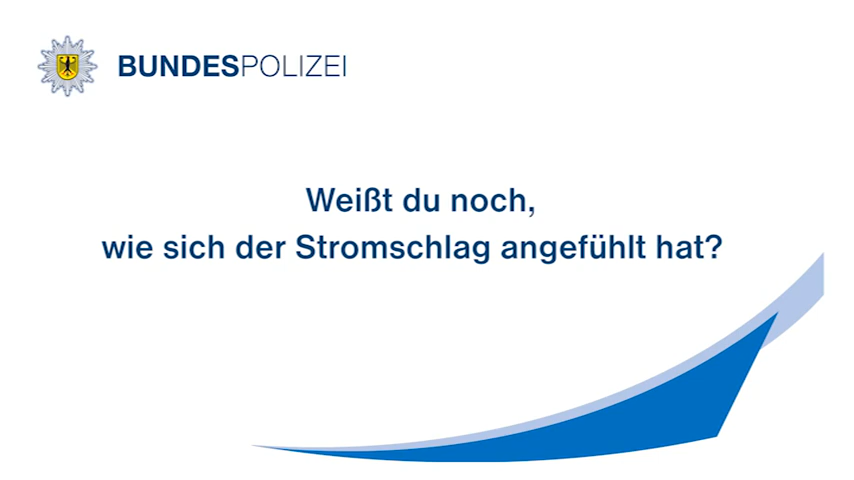 BUNDESPOLIZEI
Weißt du noch,
wie sich der Stromschlag angefühlt hat?